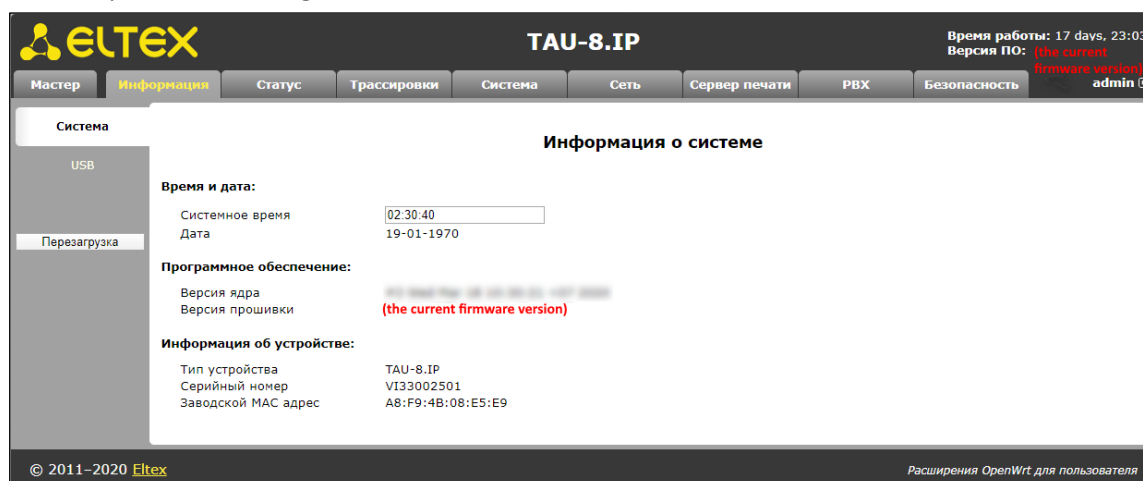 ELTEX
TAU-8.IP
Время работы: 17 days, 23:03
Версия ПО: (the current
firmware version)
Мастер Информация Статус Трассировки Система Сеть Сервер печати PBX Безопасность admin
Система
USB
Перезагрузка
Информация о системе
Время и дата:
Системное время 02:30:40
Дата 19-01-1970
Программное обеспечение:
Версия ядра
Версия прошивки (the current firmware version)
Информация об устройстве:
Тип устройства TAU-8.IP
Серийный номер VI33002501
Заводской MAC адрес A8:F9:4B:08:E5:E9
© 2011–2020 Eltex
Расширения OpenWrt для пользователя